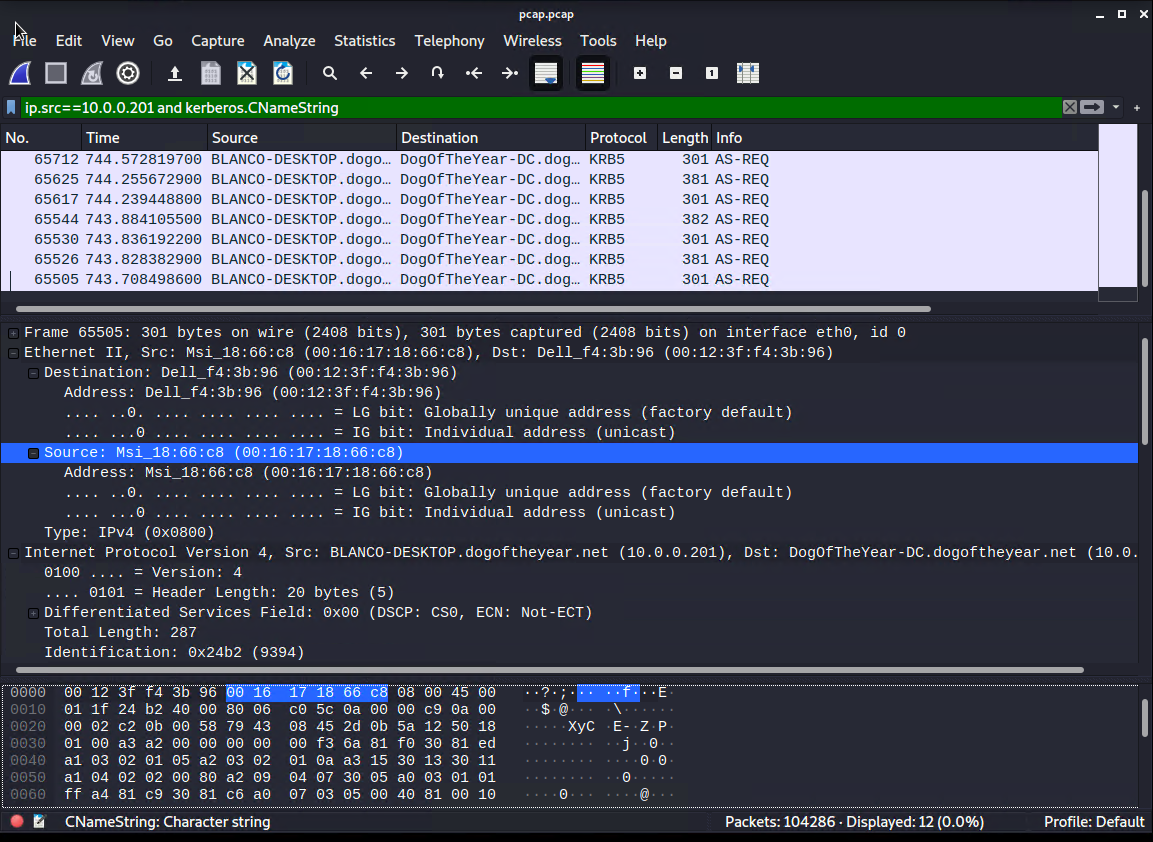 pcap.pcap
File Edit View Go Capture Analyze Statistics Telephony Wireless Tools Help
ip.src==10.0.0.201 and kerberos.CNameString
No. Time Source Destination Protocol Length Info
65712 744.572819700 BLANCO-DESKTOP.dogo… DogOfTheYear-DC.dog… KRB5 301 AS-REQ
65625 744.255672900 BLANCO-DESKTOP.dogo… DogOfTheYear-DC.dog… KRB5 381 AS-REQ
65617 744.239448800 BLANCO-DESKTOP.dogo… DogOfTheYear-DC.dog… KRB5 301 AS-REQ
65544 743.884105500 BLANCO-DESKTOP.dogo… DogOfTheYear-DC.dog… KRB5 382 AS-REQ
65530 743.836192200 BLANCO-DESKTOP.dogo… DogOfTheYear-DC.dog… KRB5 301 AS-REQ
65526 743.828382900 BLANCO-DESKTOP.dogo… DogOfTheYear-DC.dog… KRB5 381 AS-REQ
65505 743.708498600 BLANCO-DESKTOP.dogo… DogOfTheYear-DC.dog… KRB5 301 AS-REQ
Frame 65505: 301 bytes on wire (2408 bits), 301 bytes captured (2408 bits) on interface eth0, id 0
Ethernet II, Src: Msi_18:66:c8 (00:16:17:18:66:c8), Dst: Dell_f4:3b:96 (00:12:3f:f4:3b:96)
Destination: Dell_f4:3b:96 (00:12:3f:f4:3b:96)
Address: Dell_f4:3b:96 (00:12:3f:f4:3b:96)
.... ..0. .... .... .... .... = LG bit: Globally unique address (factory default)
.... ...0 .... .... .... .... = IG bit: Individual address (unicast)
Source: Msi_18:66:c8 (00:16:17:18:66:c8)
Address: Msi_18:66:c8 (00:16:17:18:66:c8)
.... ..0. .... .... .... .... = LG bit: Globally unique address (factory default)
.... ...0 .... .... .... .... = IG bit: Individual address (unicast)
Type: IPv4 (0x0800)
Internet Protocol Version 4, Src: BLANCO-DESKTOP.dogoftheyear.net (10.0.0.201), Dst: DogOfTheYear-DC.dogoftheyear.net (10.0.
0100 .... = Version: 4
.... 0101 = Header Length: 20 bytes (5)
Differentiated Services Field: 0x00 (DSCP: CS0, ECN: Not-ECT)
Total Length: 287
Identification: 0x24b2 (9394)
0000 00 12 3f f4 3b 96 00 16 17 18 66 c8 08 00 45 00 ··?·;··· ··f···E·
0010 01 1f 24 b2 40 00 80 06 c0 5c 0a 00 00 c9 0a 00 ··$·@··· ·\······
0020 00 02 c2 0b 00 58 79 43 08 45 2d 0b 5a 12 50 18 ·····XyC ·E-·Z·P·
0030 01 00 a3 a2 00 00 00 00 00 f3 6a 81 f0 30 81 ed ········ ··j··0··
0040 a1 03 02 01 05 a2 03 02 01 0a a3 15 30 13 30 11 ········ ····0·0·
0050 a1 04 02 02 00 80 a2 09 04 07 30 05 a0 03 01 01 ········ ··0·····
0060 ff a4 81 c9 30 81 c6 a0 07 03 05 00 40 81 00 10 ····0··· ····@···
CNameString: Character string Packets: 104286 · Displayed: 12 (0.0%) Profile: Default